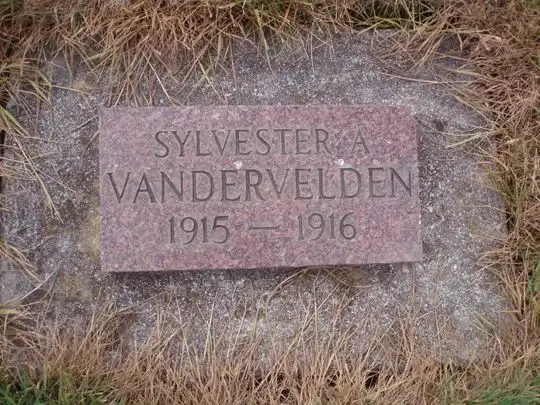 SYLVESTER A
VANDERVELDEN
1915 — 1916